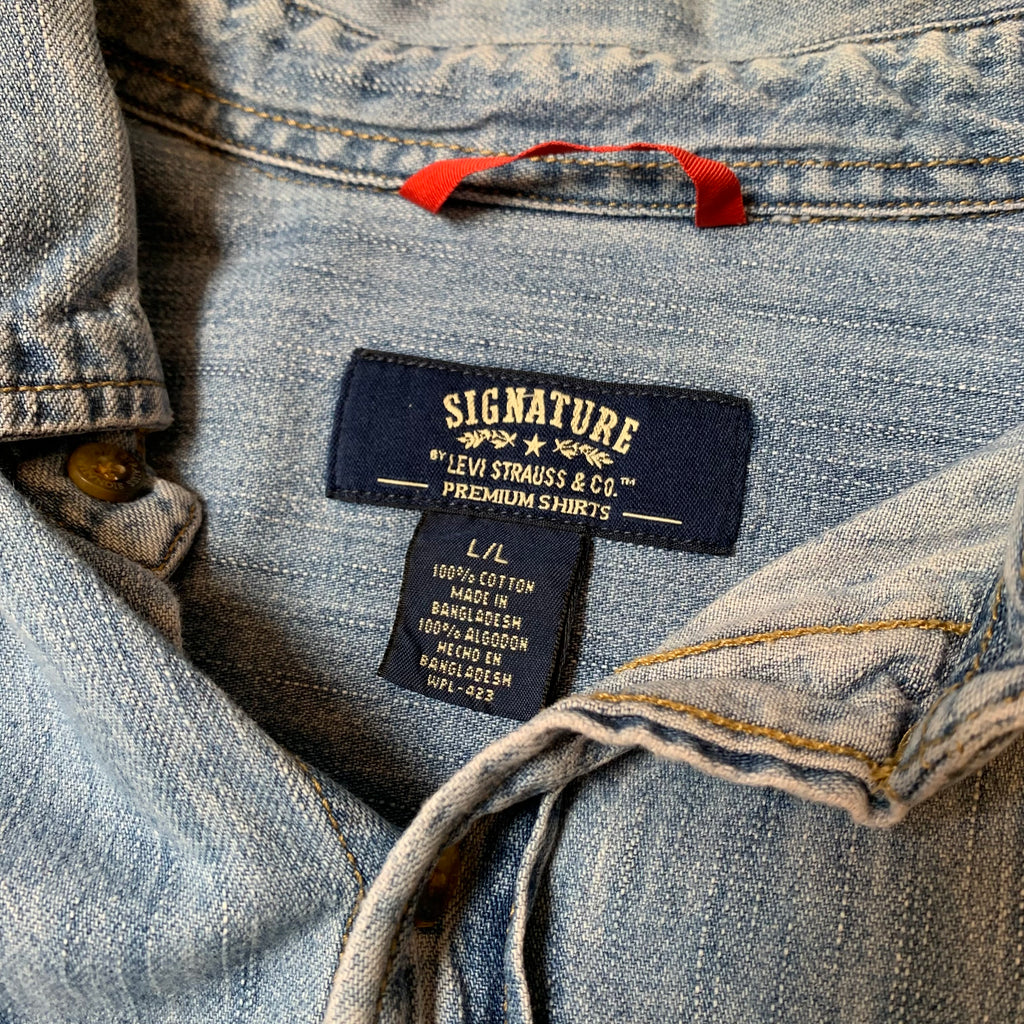 SIGNATURE
BY LEVI STRAUSS & CO.™
PREMIUM SHIRTS
L/L
100% COTTON
MADE IN
BANGLADESH
100% ALGODON
HECHO EN
BANGLADESH
WPL-423